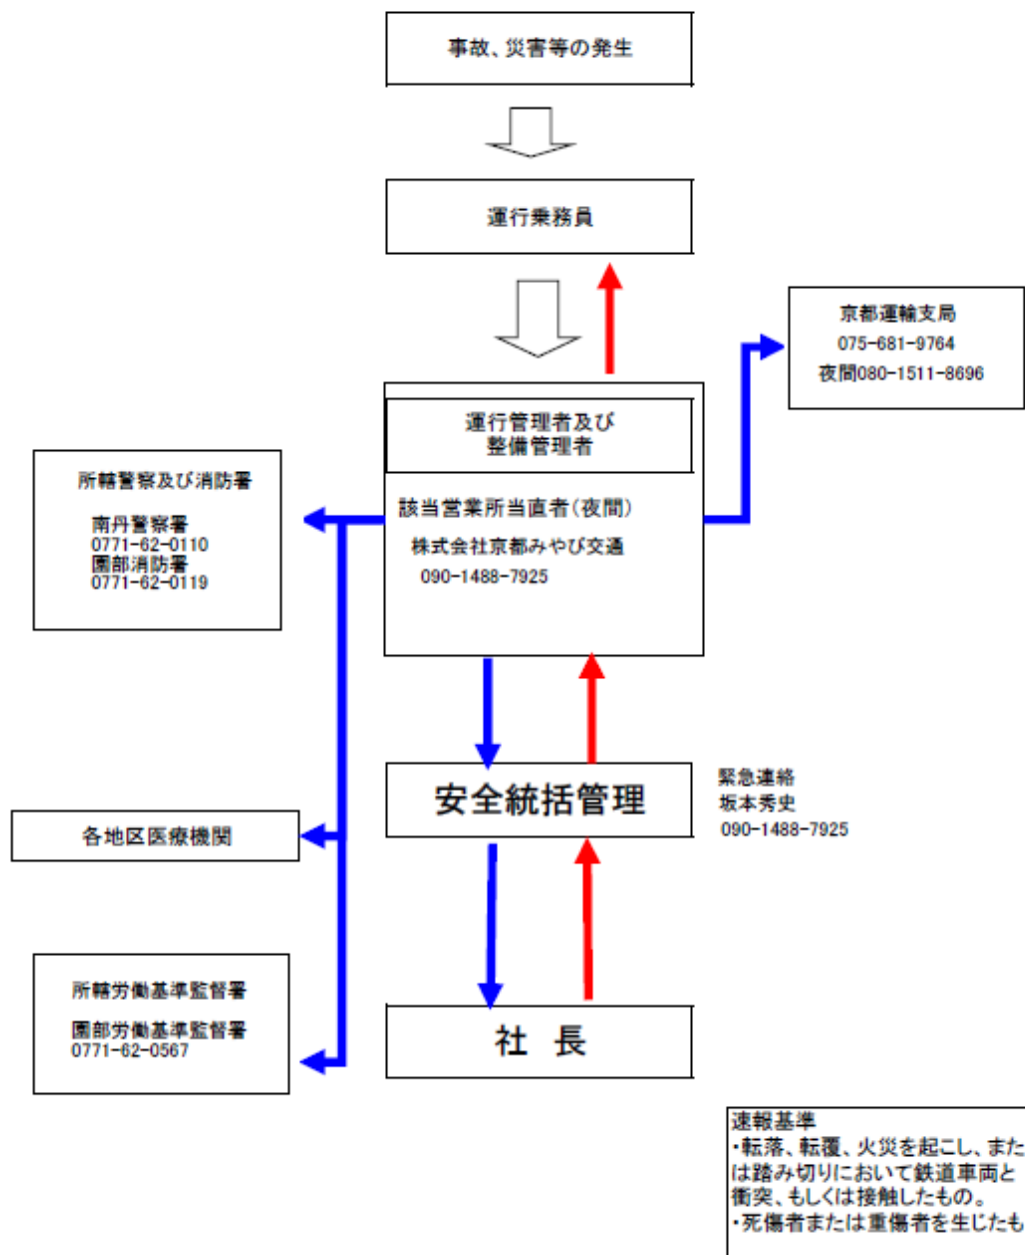 事故、災害等の発生
運行乗務員
京都運輸支局
075-681-9764
夜間080-1511-8696
運行管理者及び
整備管理者
該当営業所当直者(夜間)
株式会社京都みやび交通
090-1488-7925
所轄警察及び消防署
南丹警察署
0771-62-0110
園部消防署
0771-62-0119
安全統括管理
緊急連絡
坂本秀史
090-1488-7925
各地区医療機関
所轄労働基準監督署
園部労働基準監督署
0771-62-0567
社 長
速報基準
・転落、転覆、火災を起こし、また
は踏み切りにおいて鉄道車両と
衝突、もしくは接触したもの。
・死傷者または重傷者を生じたも